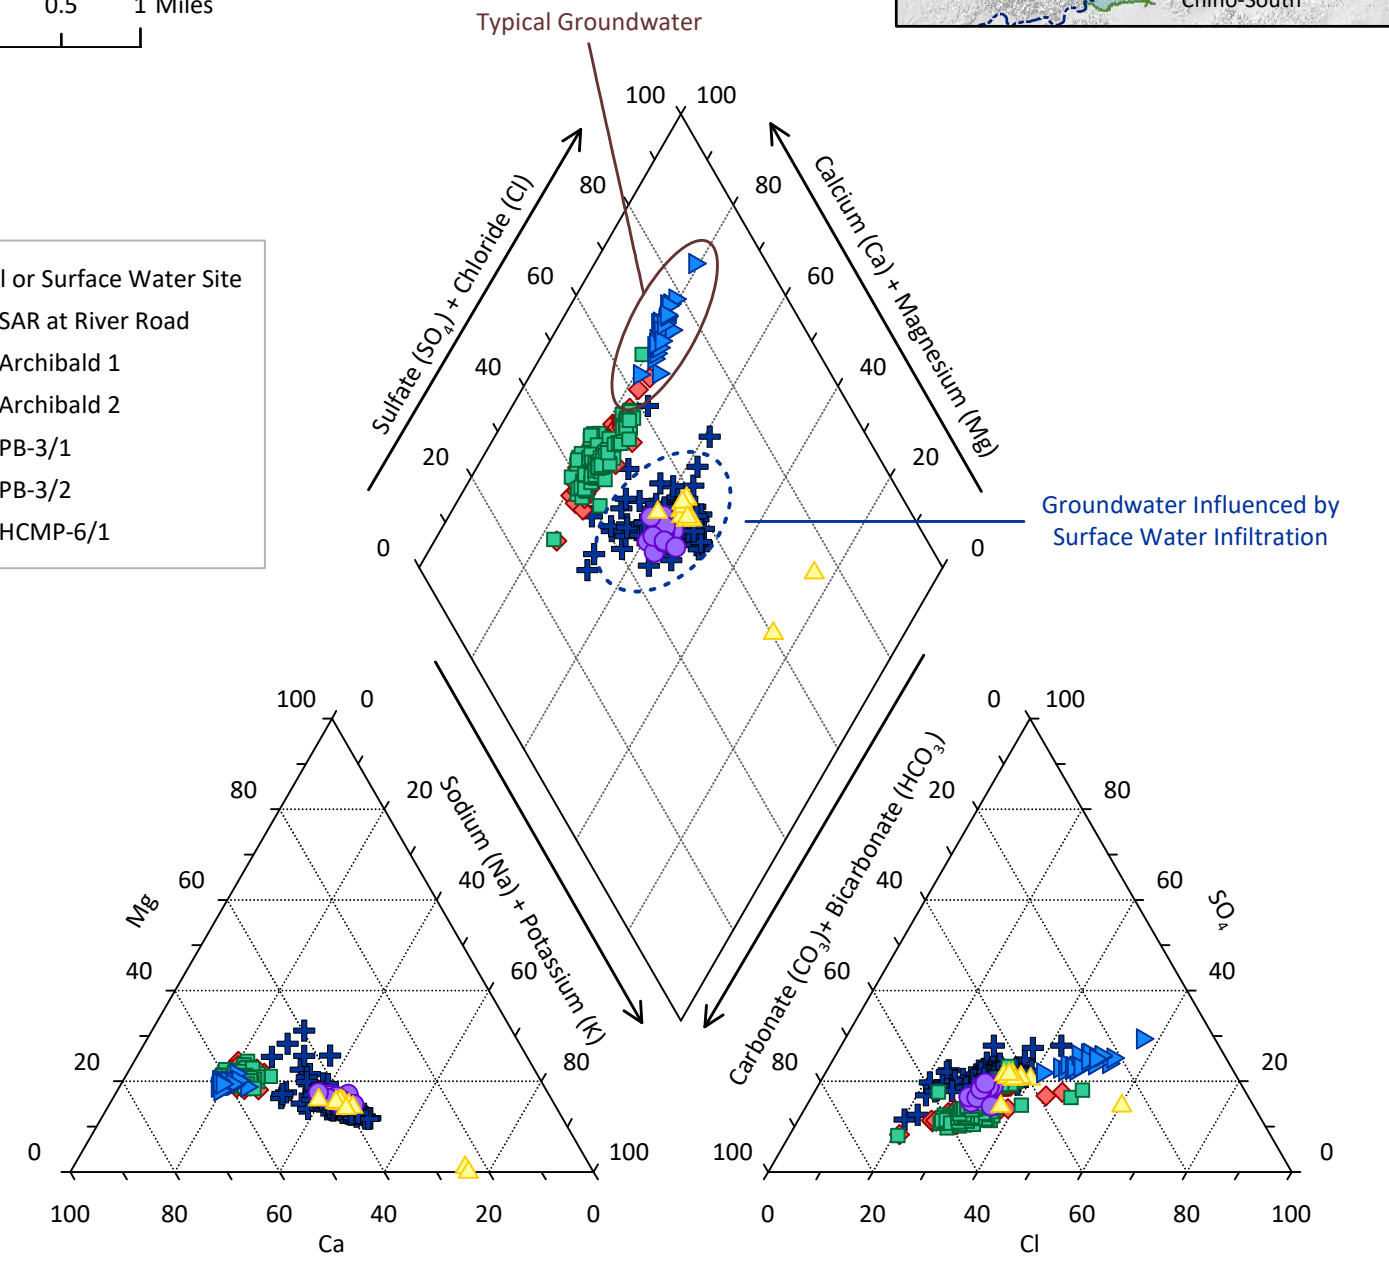 0.5 1 Miles
Typical Groundwater
Chino-South
100 100
80 80
60 60
40 40
20 20
0 0
Sulfate (SO₄) + Chloride (Cl)
Calcium (Ca) + Magnesium (Mg)
l or Surface Water Site
SAR at River Road
Archibald 1
Archibald 2
PB-3/1
PB-3/2
HCMP-6/1
Groundwater Influenced by
Surface Water Infiltration
Sodium (Na) + Potassium (K)
Carbonate (CO₃)+ Bicarbonate (HCO₃)
100 0 0 100
80 20 20 80
60 40 40 60
Mg
SO₄
40 60 60 40
20 80 80 20
0 100 100 0
100 80 60 40 20 0
Ca
0 20 40 60 80 100
Cl